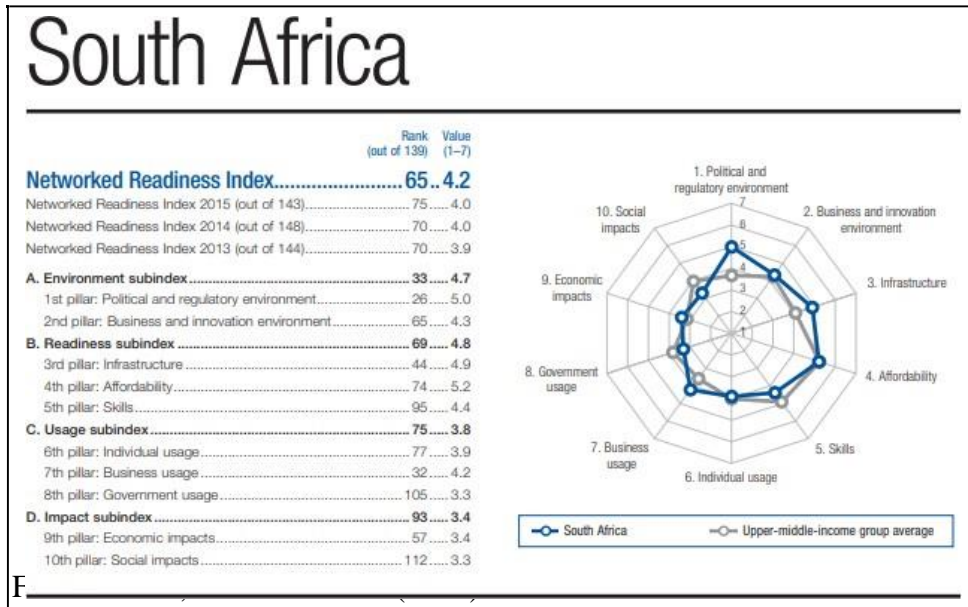 South Africa
Rank Value
(out of 139) (1–7)
Networked Readiness Index........................65..4.2
Networked Readiness Index 2015 (out of 143)..............................75.....4.0
Networked Readiness Index 2014 (out of 148)..............................70.....4.0
Networked Readiness Index 2013 (out of 144)..............................70.....3.9
A. Environment subindex..............................33.....4.7
1st pillar: Political and regulatory environment..............................26.....5.0
2nd pillar: Business and innovation environment....................65.....4.3
B. Readiness subindex..............................69.....4.8
3rd pillar: Infrastructure..............................44.....4.9
4th pillar: Affordability..............................74.....5.2
5th pillar: Skills..............................95.....4.4
C. Usage subindex..............................75.....3.8
6th pillar: Individual usage..............................77.....3.9
7th pillar: Business usage..............................32.....4.2
8th pillar: Government usage..............................105.....3.3
D. Impact subindex..............................93.....3.4
9th pillar: Economic impacts..............................57.....3.4
10th pillar: Social impacts..............................112.....3.3
1. Political and
regulatory environment
2. Business and innovation
environment
3. Infrastructure
4. Affordability
5. Skills
6. Individual usage
7. Business
usage
8. Government
usage
9. Economic
impacts
10. Social
impacts
7
6
5
4
3
2
1
South Africa
Upper-middle-income group average